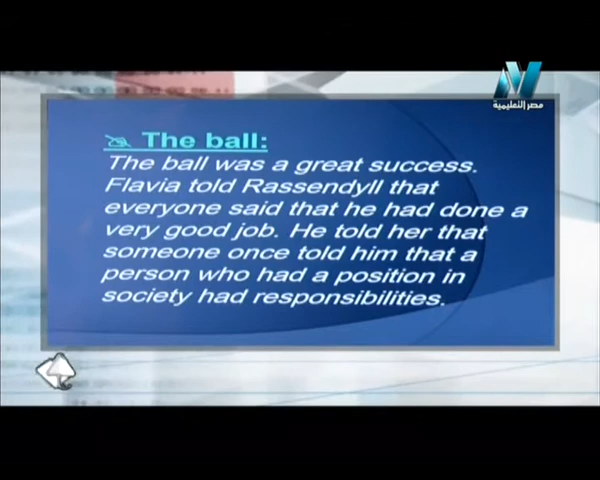 مصر التعليمية
The ball:
The ball was a great success.
Flavia told Rassendyll that
everyone said that he had done a
very good job. He told her that
someone once told him that a
person who had a position in
society had responsibilities.